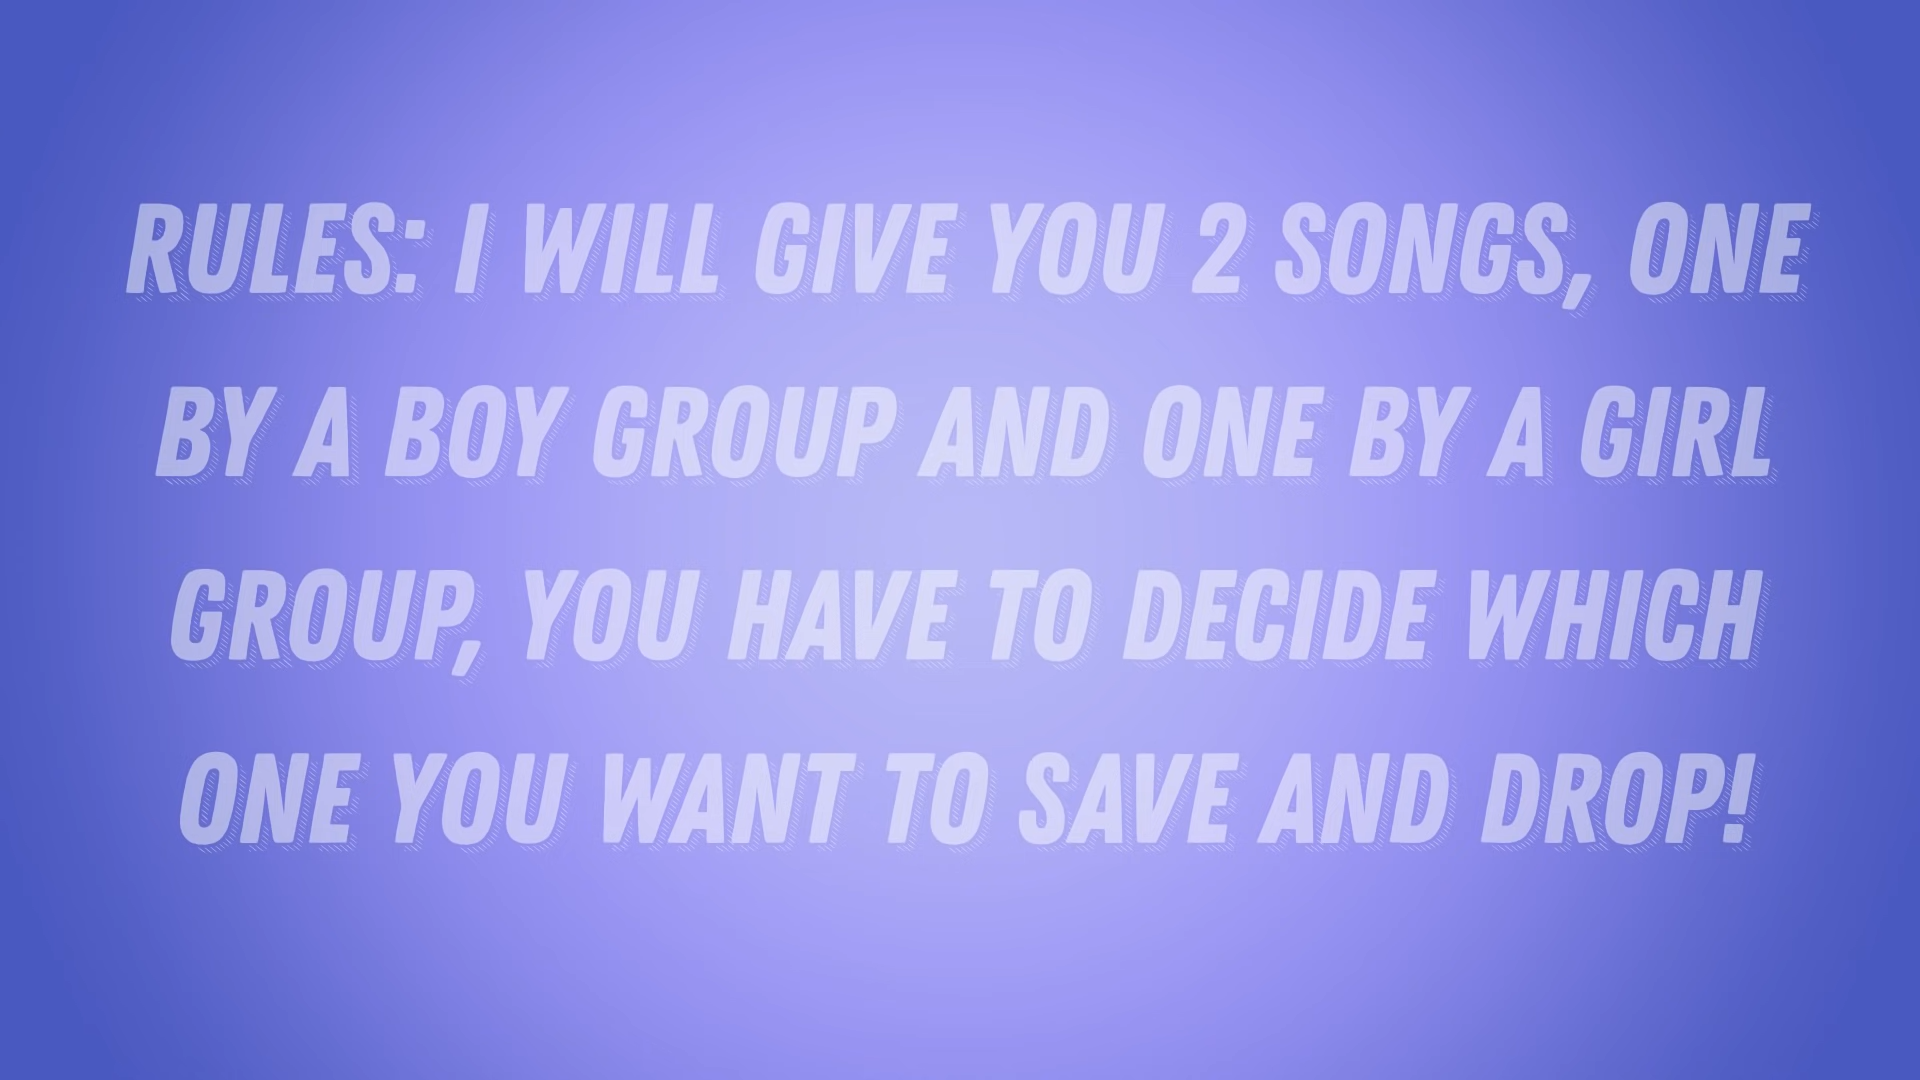 RULES: I WILL GIVE YOU 2 SONGS, ONE
BY A BOY GROUP AND ONE BY A GIRL
GROUP, YOU HAVE TO DECIDE WHICH
ONE YOU WANT TO SAVE AND DROP!